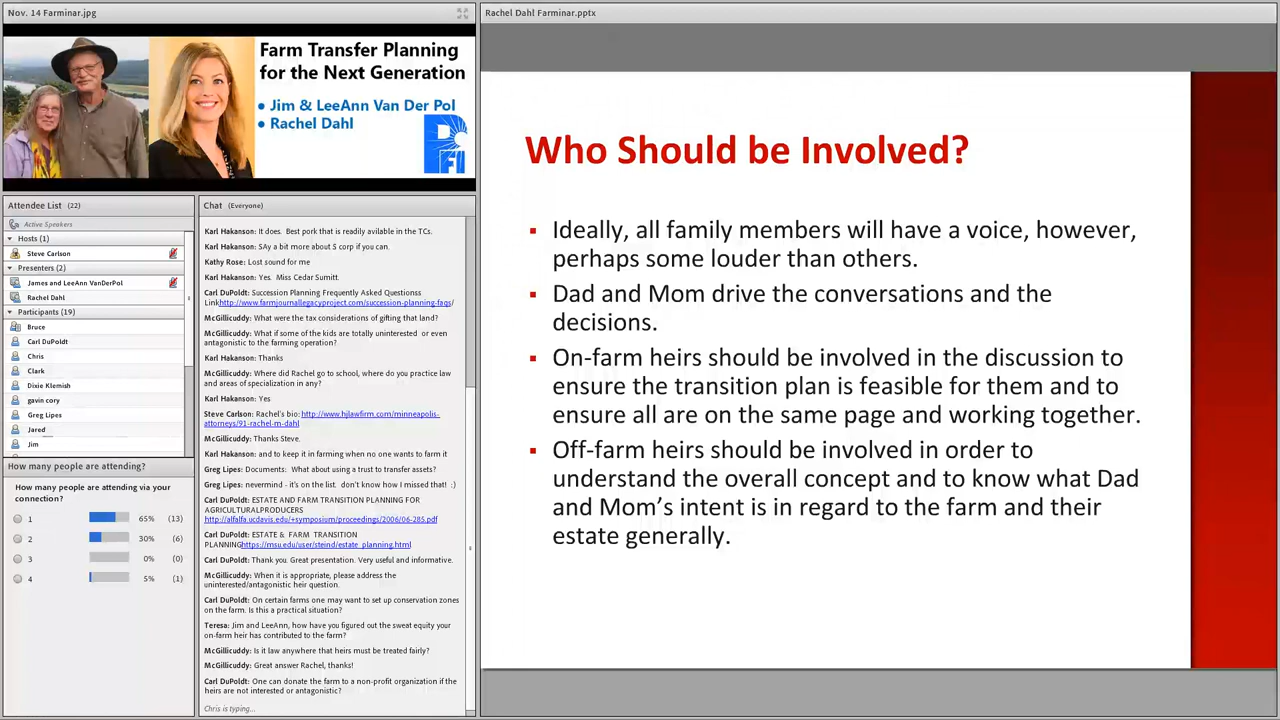 Nov. 14 Farminar.jpg
Farm Transfer Planning
for the Next Generation
• Jim & LeeAnn Van Der Pol
• Rachel Dahl
PFI
Attendee List (22)
Active Speakers
Hosts (1)
Steve Carlson
Presenters (2)
James and LeeAnn VanDerPol
Rachel Dahl
Participants (19)
Bruce
Carl DuPoldt
Chris
Clark
Dixie Klemish
gavin cory
Greg Lipes
Jared
Jim
How many people are attending?
How many people are attending via your
connection?
1 65% (13)
2 30% (6)
3 0% (0)
4 5% (1)
Chat (Everyone)
Karl Hakanson: It does. Best pork that is readily avilable in the TCs.
Karl Hakanson: SAy a bit more about S corp if you can.
Kathy Rose: Lost sound for me
Karl Hakanson: Yes. Miss Cedar Sumitt.
Carl DuPoldt: Succession Planning Frequently Asked Questionss
Linkhttp://www.farmjournallegacyproject.com/succession-planning-faqs/
McGillicuddy: What were the tax considerations of gifting that land?
McGillicuddy: What if some of the kids are totally uninterested or even
antagonistic to the farming operation?
Karl Hakanson: Thanks
McGillicuddy: Where did Rachel go to school, where do you practice law
and areas of specialization in any?
Karl Hakanson: Yes
Steve Carlson: Rachel's bio: http://www.hjlawfirm.com/minneapolis-
attorneys/91-rachel-m-dahl
McGillicuddy: Thanks Steve.
Karl Hakanson: and to keep it in farming when no one wants to farm it
Greg Lipes: Documents: What about using a trust to transfer assets?
Greg Lipes: nevermind - it's on the list. don't know how I missed that! :)
Carl DuPoldt: ESTATE AND FARM TRANSITION PLANNING FOR
AGRICULTURALPRODUCERS
http://alfalfa.ucdavis.edu/+symposium/proceedings/2006/06-285.pdf
Carl DuPoldt: ESTATE & FARM TRANSITION
PLANNINGhttps://msu.edu/user/steind/estate_planning.html
Carl DuPoldt: Thank you. Great presentation. Very useful and informative.
McGillicuddy: When it is appropriate, please address the
uninterested/antagonistic heir question.
Carl DuPoldt: On certain farms one may want to set up conservation zones
on the farm. Is this a practical situation?
Teresa: Jim and LeeAnn, how have you figured out the sweat equity your
on-farm heir has contributed to the farm?
McGillicuddy: Is it law anywhere that heirs must be treated fairly?
McGillicuddy: Great answer Rachel, thanks!
Carl DuPoldt: One can donate the farm to a non-profit organization if the
heirs are not interested or antagonistic?
Chris is typing...
Rachel Dahl Farminar.pptx
Who Should be Involved?
Ideally, all family members will have a voice, however,
perhaps some louder than others.
Dad and Mom drive the conversations and the
decisions.
On-farm heirs should be involved in the discussion to
ensure the transition plan is feasible for them and to
ensure all are on the same page and working together.
Off-farm heirs should be involved in order to
understand the overall concept and to know what Dad
and Mom's intent is in regard to the farm and their
estate generally.